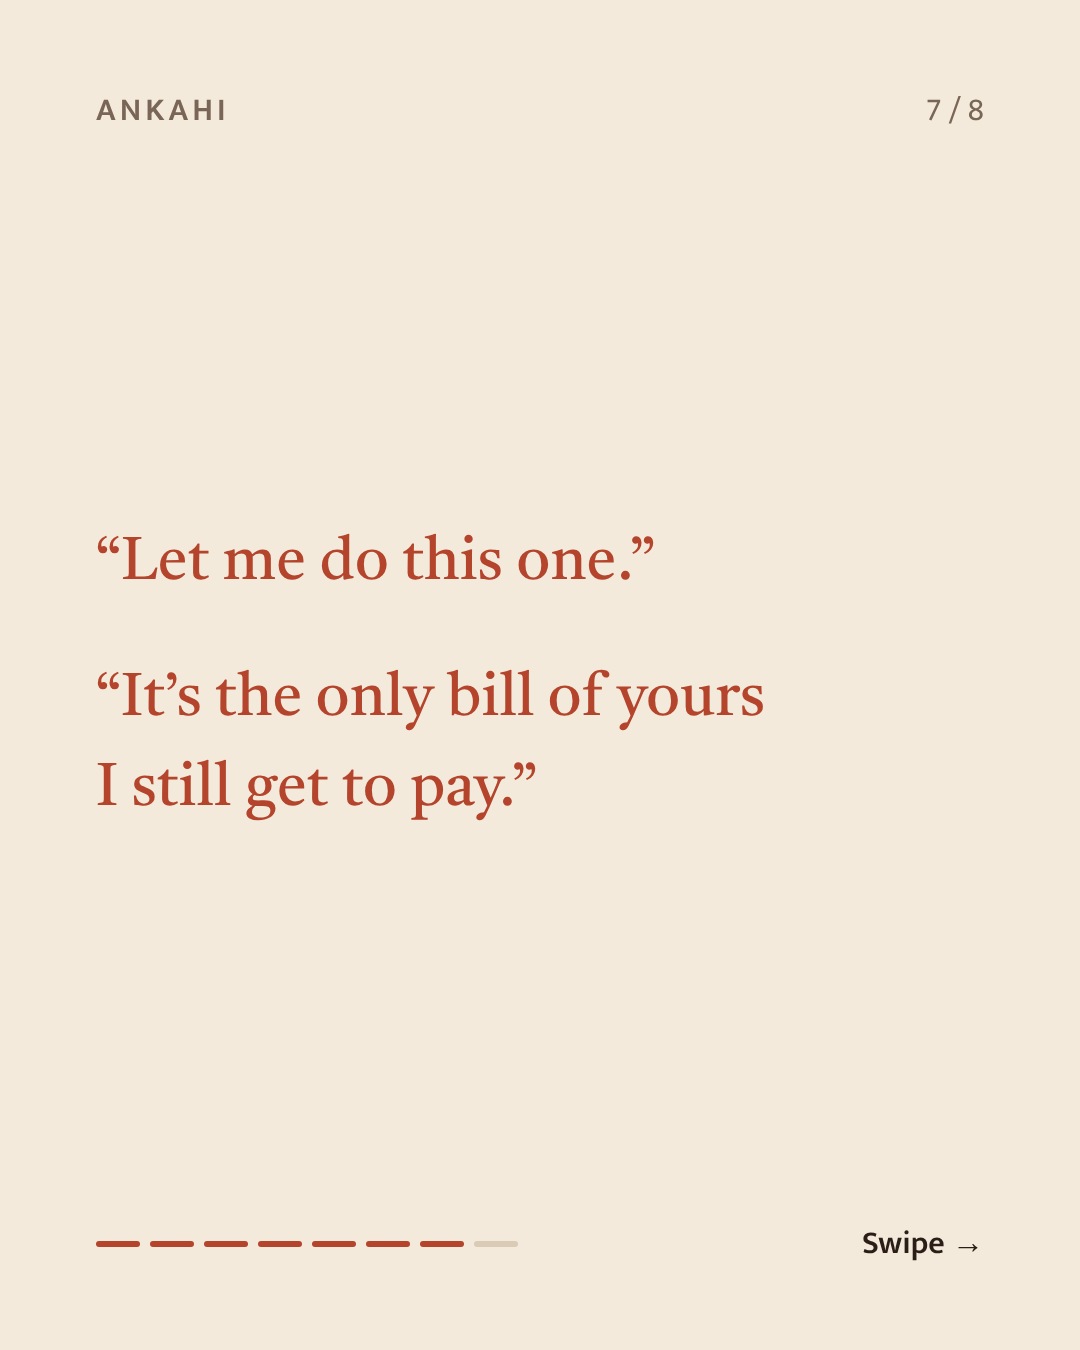 ANKAHI
7 / 8
“Let me do this one.”
“It’s the only bill of yours
I still get to pay.”
Swipe →